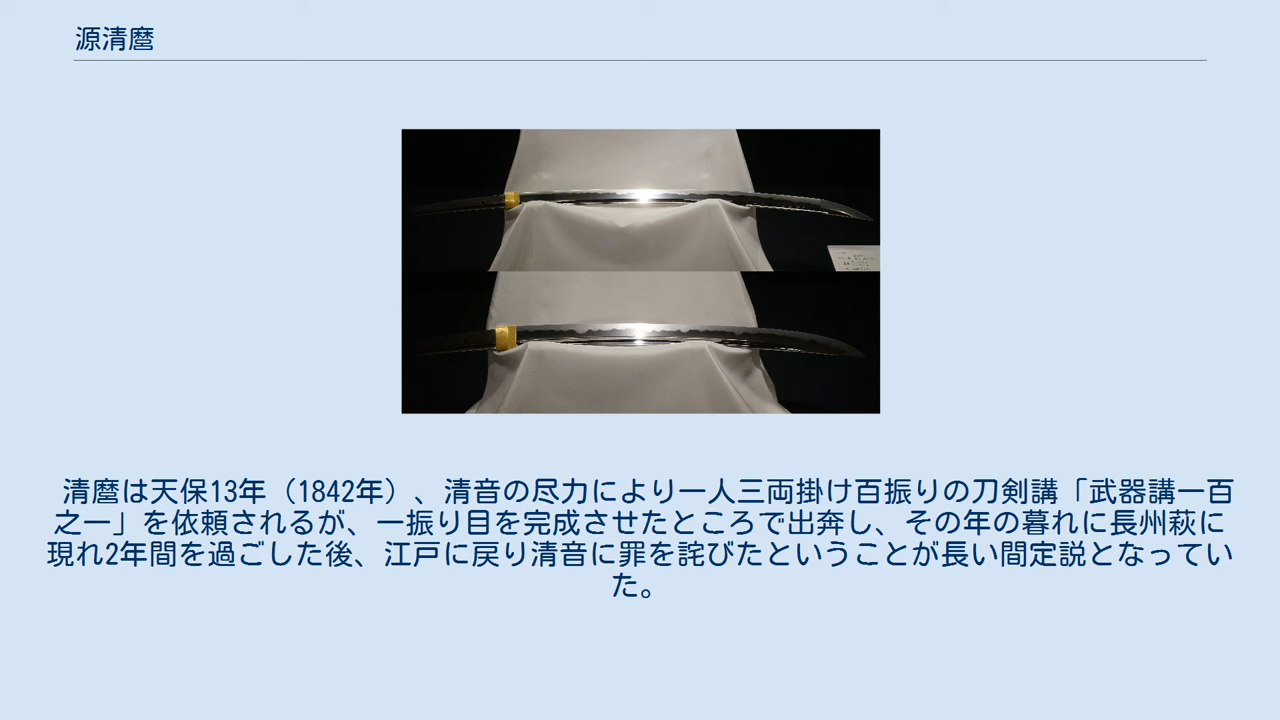 源清麿
清麿は天保13年（1842年）、清音の尽力により一人三両掛け百振りの刀剣講「武器講一百
之一」を依頼されるが、一振り目を完成させたところで出奔し、その年の暮れに長州萩に
現れ2年間を過ごした後、江戸に戻り清音に罪を詫びたということが長い間定説となってい
た。